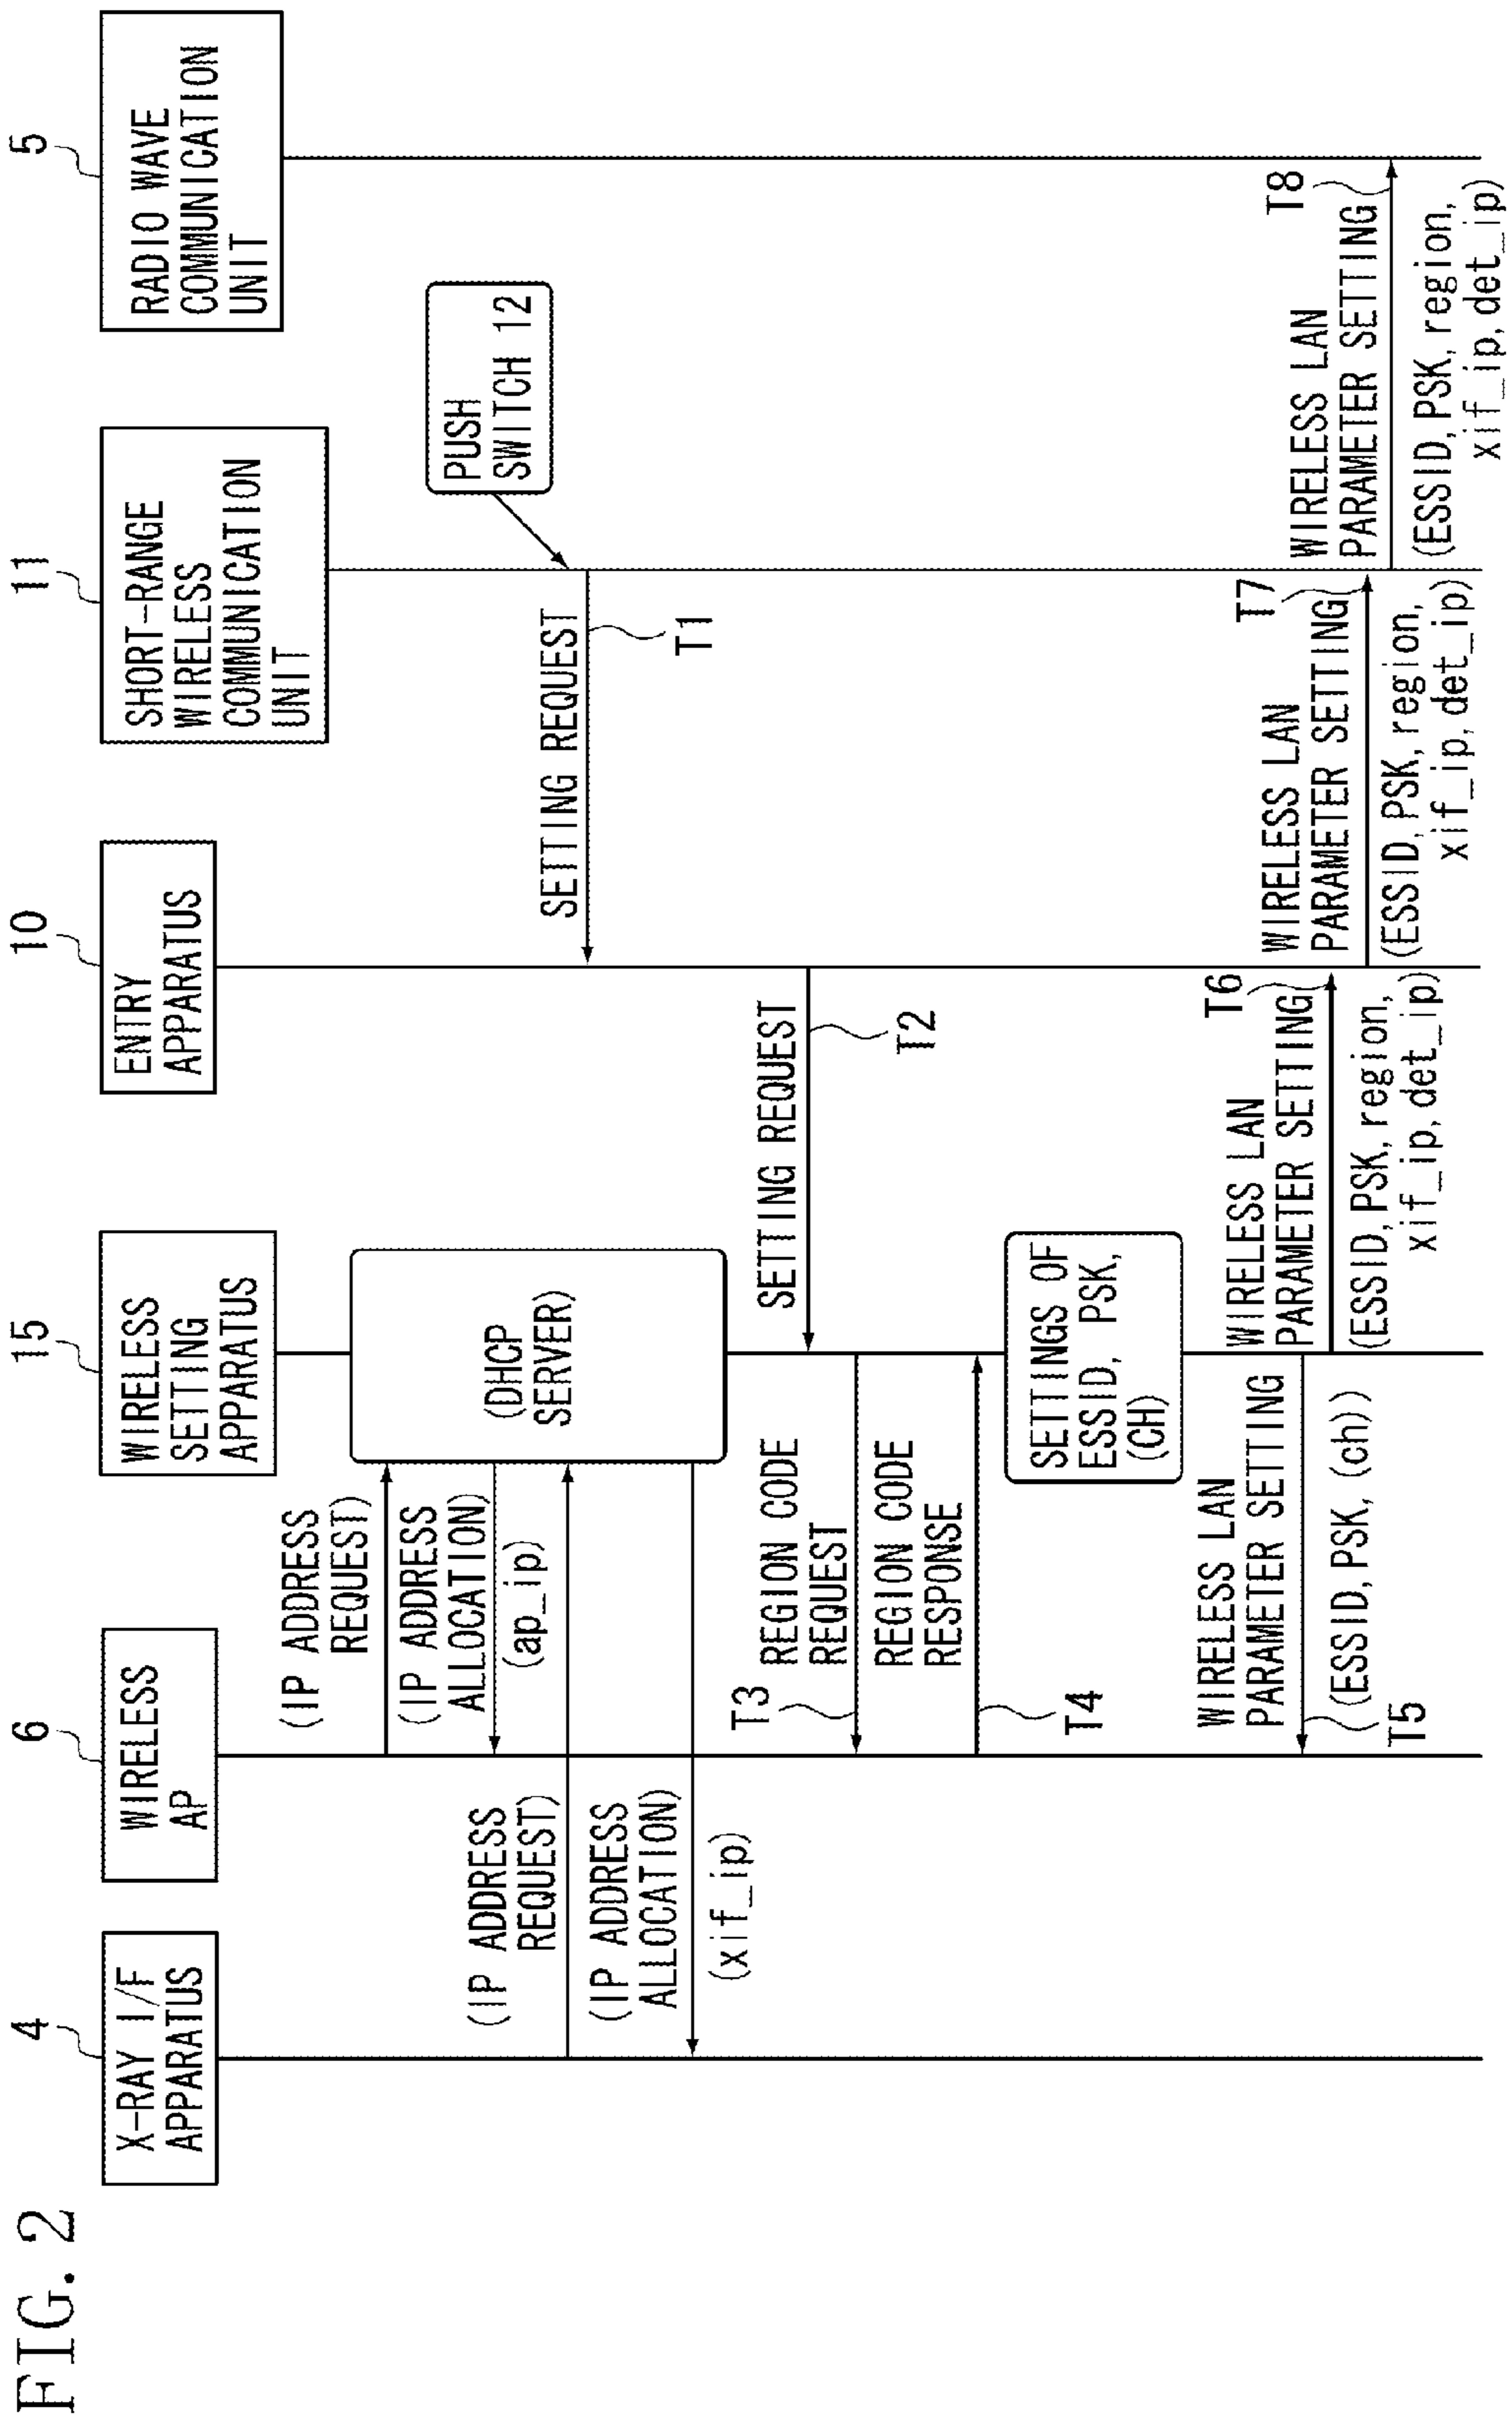 FIG. 2
4
X-RAY I/F
APPARATUS
6
WIRELESS
AP
15
WIRELESS
SETTING
APPARATUS
10
ENTRY
APPARATUS
11
SHORT-RANGE
WIRELESS
COMMUNICATION
UNIT
5
RADIO WAVE
COMMUNICATION
UNIT
(IP ADDRESS
REQUEST)
(IP ADDRESS
ALLOCATION)
(ap_ip)
(DHCP
SERVER)
(IP ADDRESS
REQUEST)
(IP ADDRESS
ALLOCATION)
(xif_ip)
PUSH
SWITCH 12
SETTING REQUEST
T1
SETTING REQUEST
T2
REGION CODE
REQUEST
T3
REGION CODE
RESPONSE
T4
SETTINGS OF
ESSID, PSK,
(CH)
WIRELESS LAN
PARAMETER SETTING
(ESSID, PSK, (ch))
T5
WIRELESS LAN
PARAMETER SETTING
T6
(ESSID, PSK, region,
xif_ip, det_ip)
WIRELESS LAN
PARAMETER SETTING
T7
(ESSID, PSK, region,
xif_ip, det_ip)
WIRELESS LAN
PARAMETER SETTING
T8
(ESSID, PSK, region,
xif_ip, det_ip)